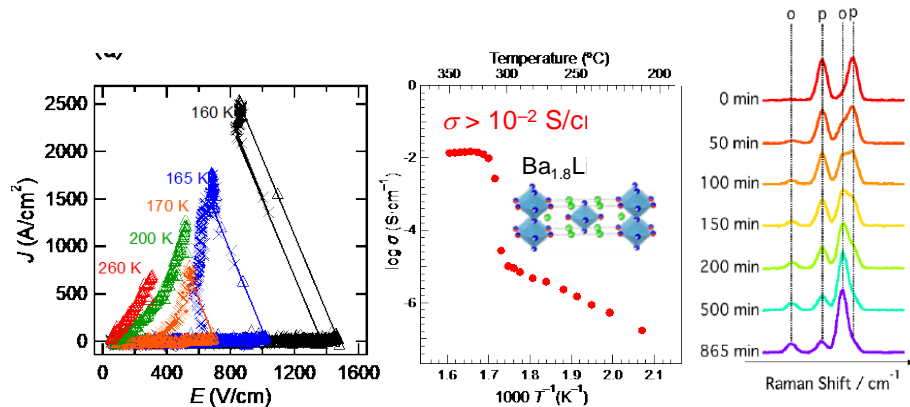 J (A/cm²)
2500
2000
1500
1000
500
0
160 K
165 K
170 K
200 K
260 K
0 400 800 1200 1600
E (V/cm)
Temperature (ºC)
350 300 250 200
log σ (S·cm⁻¹)
0
-2
-4
-6
σ > 10⁻² S/c
Ba₁.₈Li
1.6 1.7 1.8 1.9 2.0 2.1
1000 T⁻¹(K⁻¹)
o p o p
0 min
50 min
100 min
150 min
200 min
500 min
865 min
Raman Shift / cm⁻¹